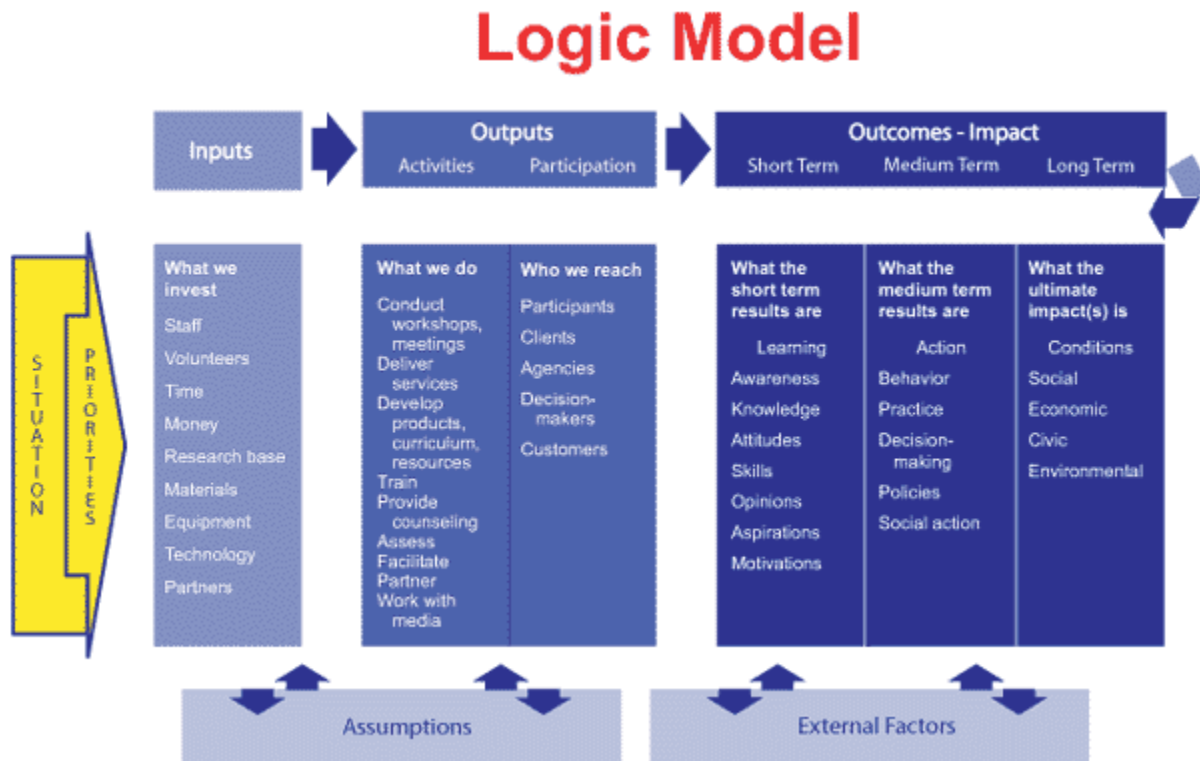 Logic Model
Inputs
Outputs
Activities
Participation
Outcomes - Impact
Short Term
Medium Term
Long Term
SITUATION
PRIORITIES
What we
invest
Staff
Volunteers
Time
Money
Research base
Materials
Equipment
Technology
Partners
What we do
Conduct
workshops,
meetings
Deliver
services
Develop
products,
curriculum,
resources
Train
Provide
counseling
Assess
Facilitate
Partner
Work with
media
Who we reach
Participants
Clients
Agencies
Decision-
makers
Customers
What the
short term
results are
Learning
Awareness
Knowledge
Attitudes
Skills
Opinions
Aspirations
Motivations
What the
medium term
results are
Action
Behavior
Practice
Decision-
making
Policies
Social action
What the
ultimate
impact(s) is
Conditions
Social
Economic
Civic
Environmental
Assumptions
External Factors